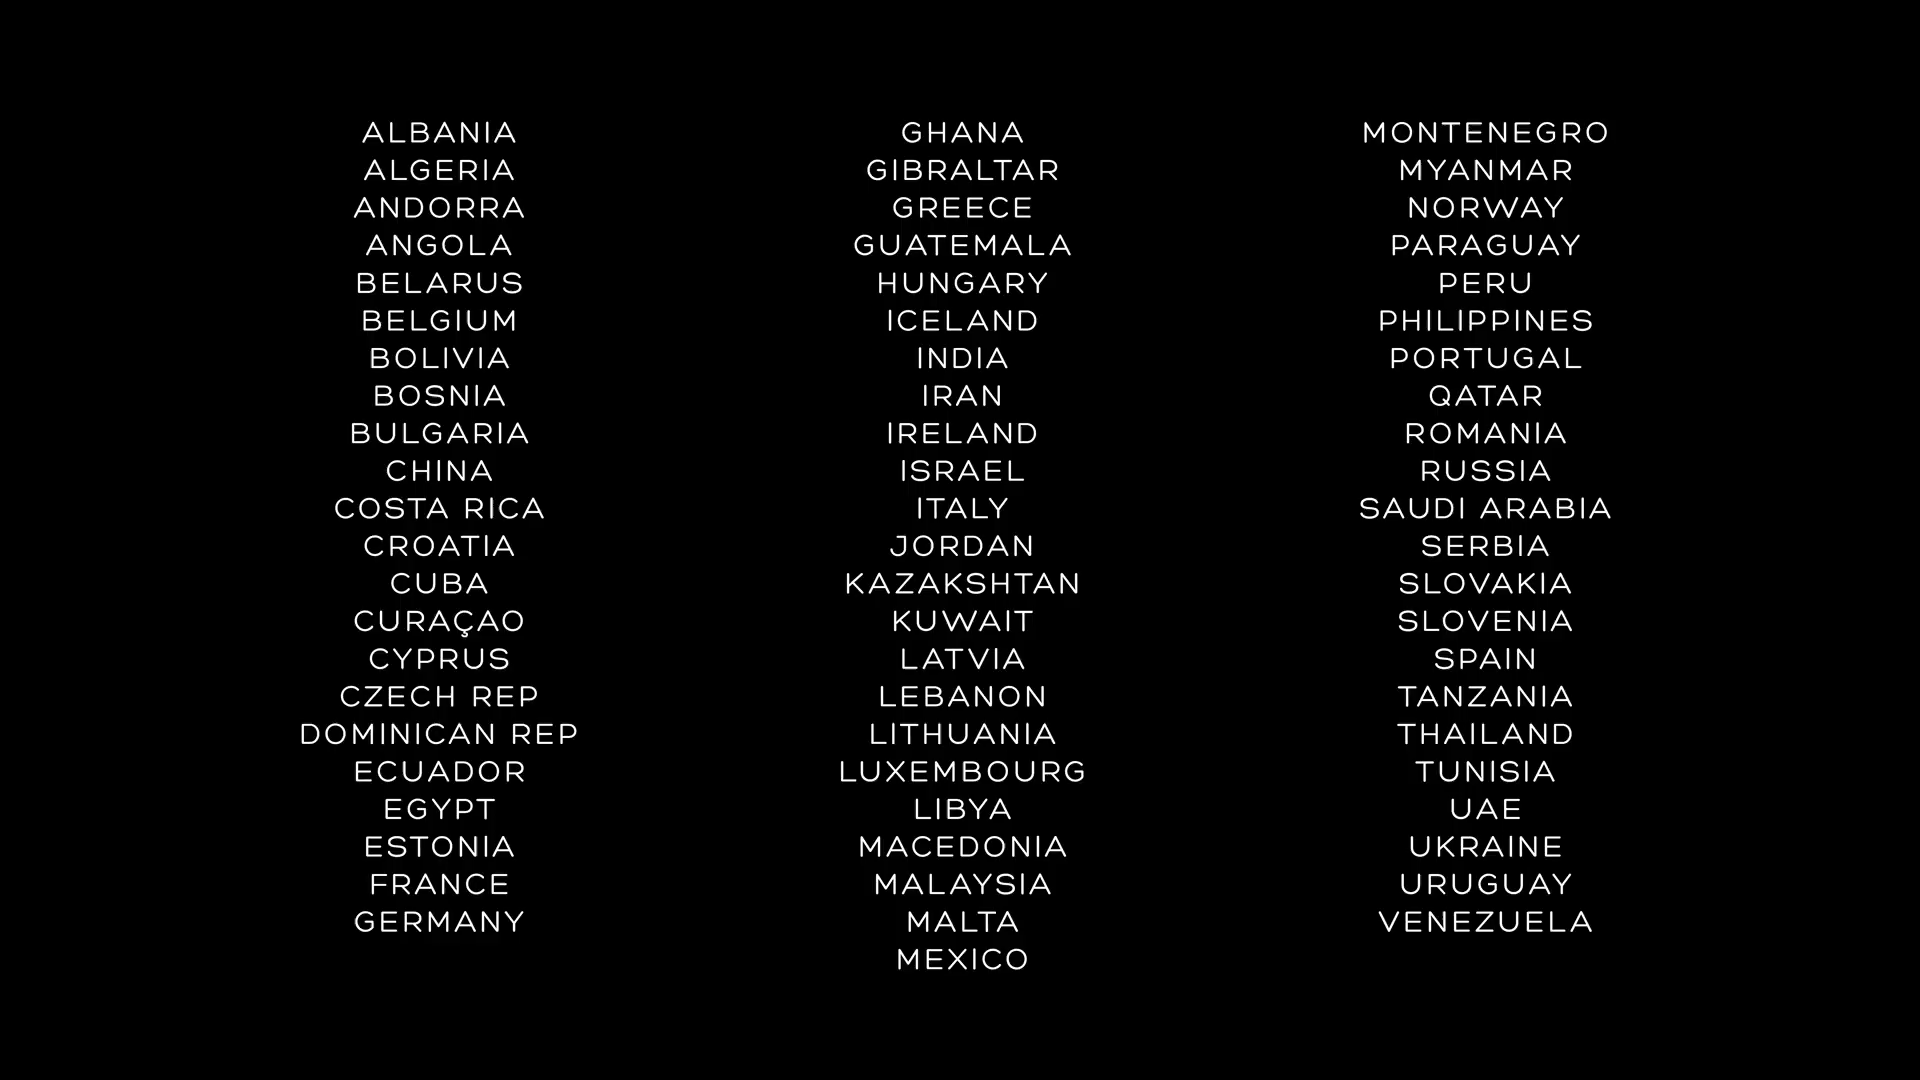 ALBANIA
ALGERIA
ANDORRA
ANGOLA
BELARUS
BELGIUM
BOLIVIA
BOSNIA
BULGARIA
CHINA
COSTA RICA
CROATIA
CUBA
CURAÇAO
CYPRUS
CZECH REP
DOMINICAN REP
ECUADOR
EGYPT
ESTONIA
FRANCE
GERMANY
GHANA
GIBRALTAR
GREECE
GUATEMALA
HUNGARY
ICELAND
INDIA
IRAN
IRELAND
ISRAEL
ITALY
JORDAN
KAZAKSHTAN
KUWAIT
LATVIA
LEBANON
LITHUANIA
LUXEMBOURG
LIBYA
MACEDONIA
MALAYSIA
MALTA
MEXICO
MONTENEGRO
MYANMAR
NORWAY
PARAGUAY
PERU
PHILIPPINES
PORTUGAL
QATAR
ROMANIA
RUSSIA
SAUDI ARABIA
SERBIA
SLOVAKIA
SLOVENIA
SPAIN
TANZANIA
THAILAND
TUNISIA
UAE
UKRAINE
URUGUAY
VENEZUELA